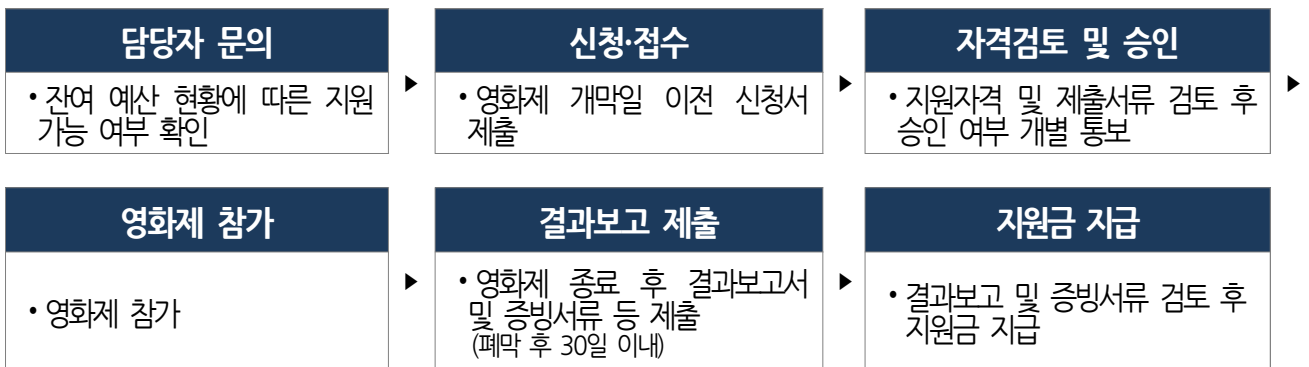 담당자 문의
• 잔여 예산 현황에 따른 지원
가능 여부 확인
▶
신청·접수
• 영화제 개막일 이전 신청서
제출
▶
자격검토 및 승인
• 지원자격 및 제출서류 검토 후
승인 여부 개별 통보
▶
영화제 참가
• 영화제 참가
▶
결과보고 제출
• 영화제 종료 후 결과보고서
및 증빙서류 등 제출
(폐막 후 30일 이내)
▶
지원금 지급
• 결과보고 및 증빙서류 검토 후
지원금 지급